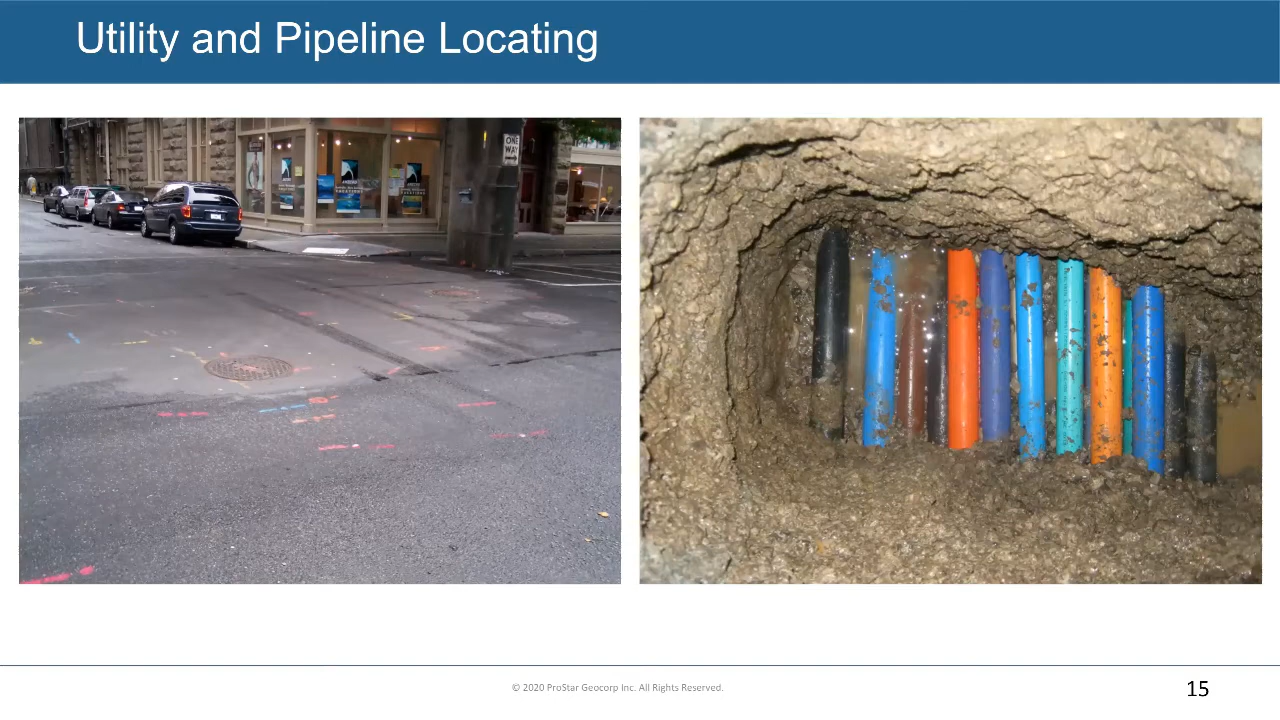 Utility and Pipeline Locating
ONE
WAY
© 2020 ProStar Geocorp Inc. All Rights Reserved.
15